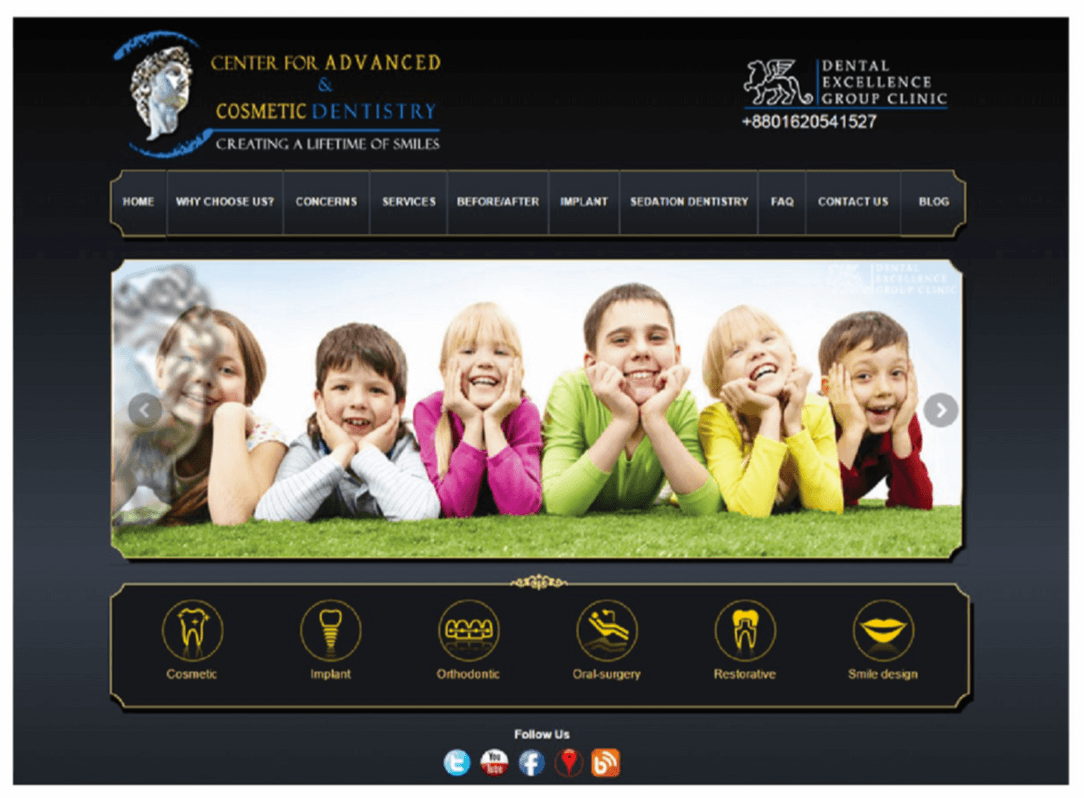 CENTER FOR ADVANCED
&
COSMETIC DENTISTRY
CREATING A LIFETIME OF SMILES
DENTAL
EXCELLENCE
GROUP CLINIC
+8801620541527
HOME WHY CHOOSE US? CONCERNS SERVICES BEFORE/AFTER IMPLANT SEDATION DENTISTRY FAQ CONTACT US BLOG
DENTAL
EXCELLENCE
GROUP CLINIC
Cosmetic Implant Orthodontic Oral-surgery Restorative Smile design
Follow Us
You
Tube